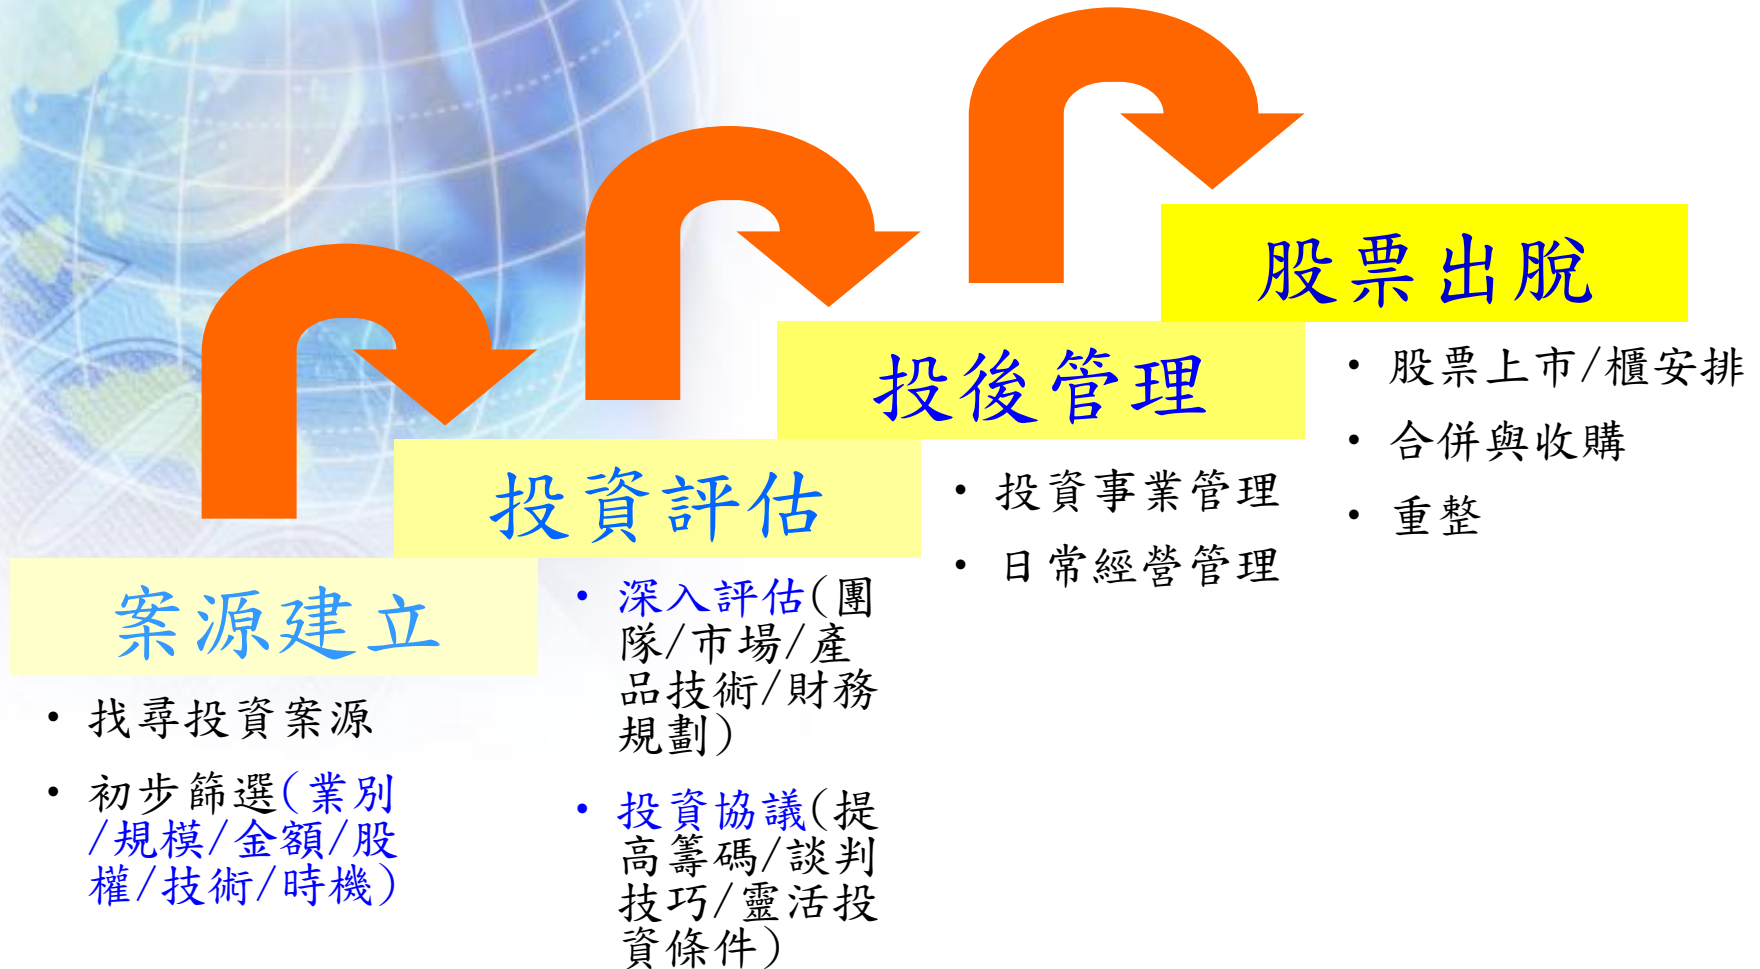 案源建立
• 找尋投資案源
• 初步篩選(業別
/規模/金額/股
權/技術/時機)
投資評估
• 深入評估(團
隊/市場/產
品技術/財務
規劃)
• 投資協議(提
高籌碼/談判
技巧/靈活投
資條件)
投後管理
• 投資事業管理
• 日常經營管理
股票出脫
• 股票上市/櫃安排
• 合併與收購
• 重整